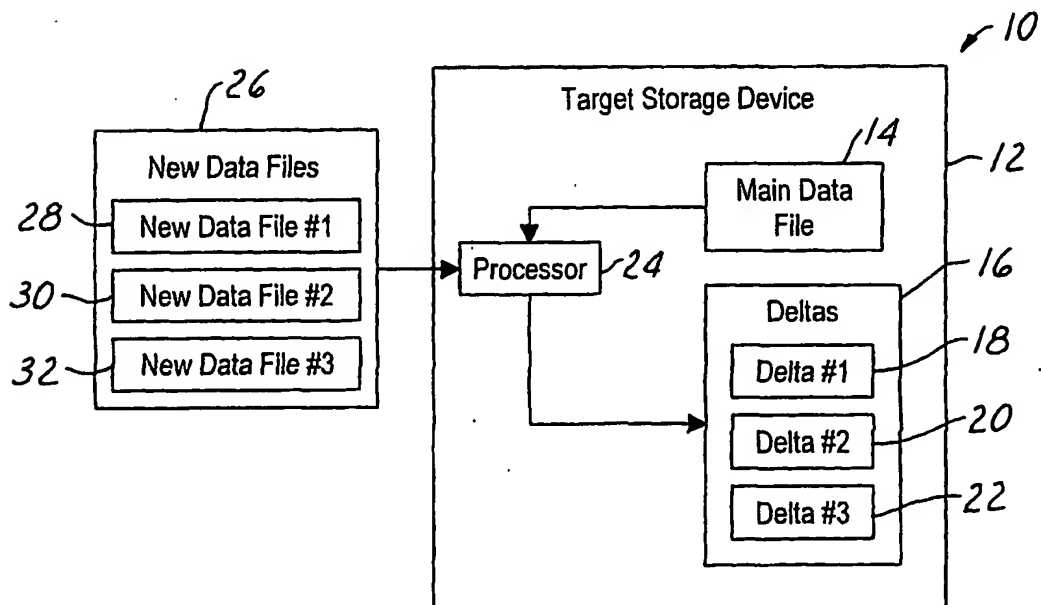 10
26
Target Storage Device
14
12
New Data Files
Main Data
File
28
New Data File #1
Processor
24
16
30
New Data File #2
Deltas
18
Delta #1
32
New Data File #3
20
Delta #2
22
Delta #3